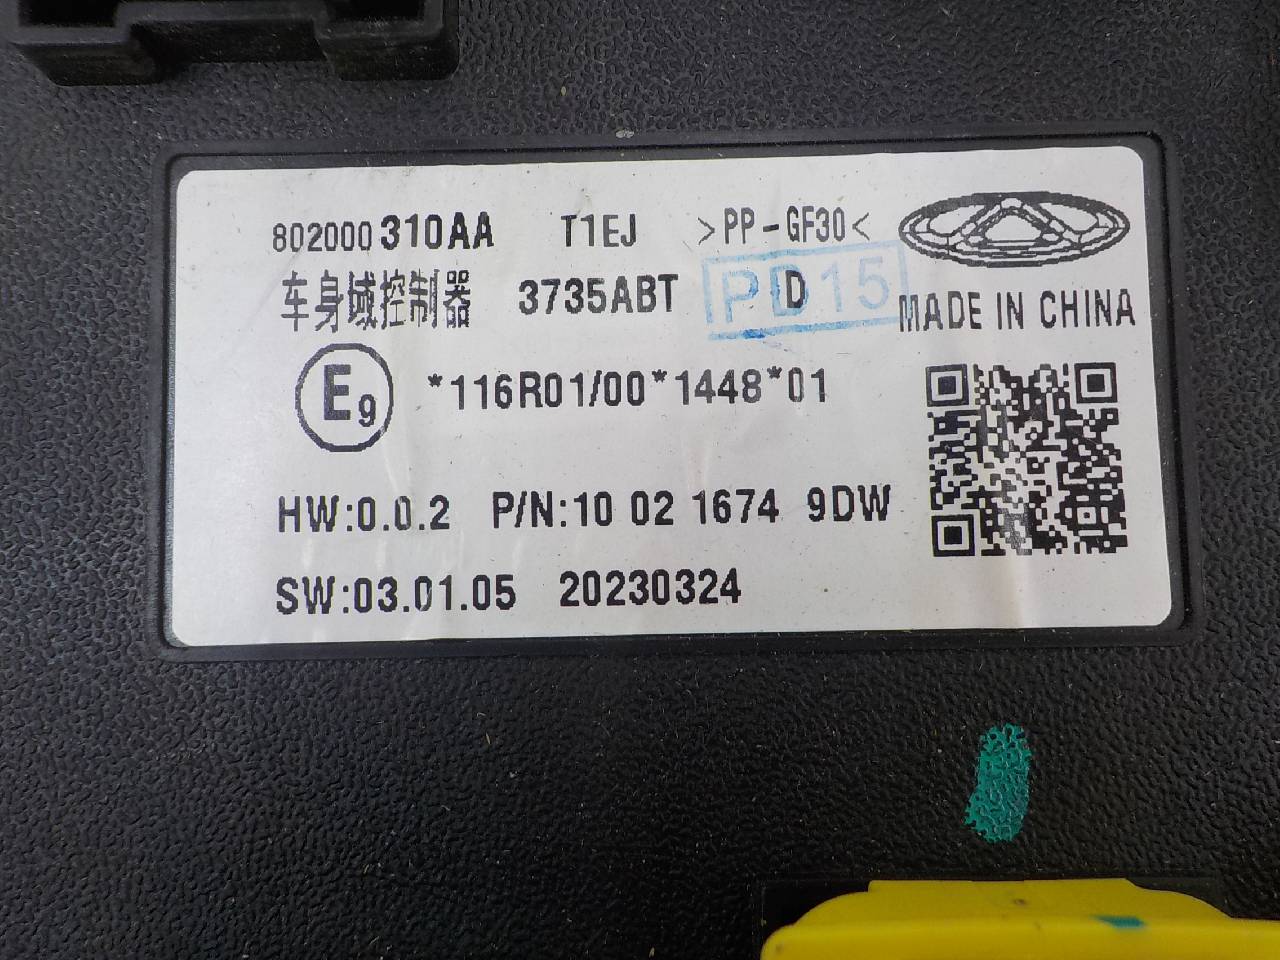 802000310AA T1EJ >PP-GF30<
车身域控制器 3735ABT D
PD15
MADE IN CHINA
E9 *116R01/00*1448*01
HW:0.0.2 P/N:10 02 1674 9DW
SW:03.01.05 20230324